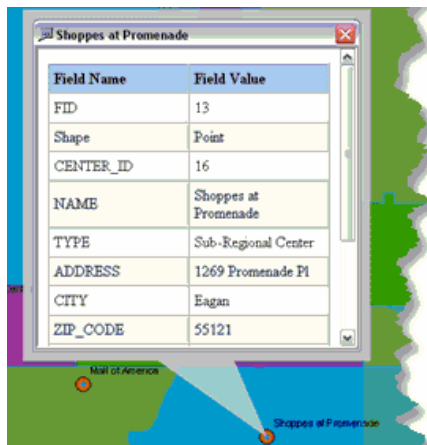 Shoppes at Promenade
Field Name Field Value
FID 13
Shape Point
CENTER_ID 16
NAME Shoppes at
Promenade
TYPE Sub-Regional Center
ADDRESS 1269 Promenade Pl
CITY Eagan
ZIP_CODE 55121
Mall of America
Shoppes at Promenade